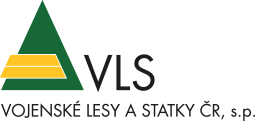 VLS
VOJENSKÉ LESY A STATKY ČR, s.p.